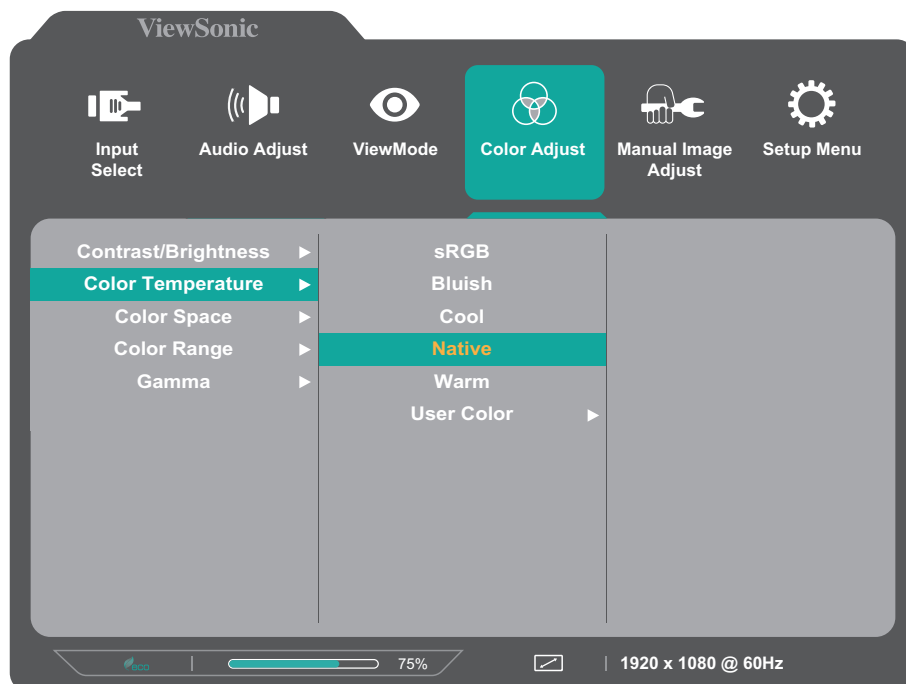 ViewSonic
Input
Select
Audio Adjust
ViewMode
Color Adjust
Manual Image
Adjust
Setup Menu
Contrast/Brightness
Color Temperature
Color Space
Color Range
Gamma
sRGB
Bluish
Cool
Native
Warm
User Color
eco
75%
1920 x 1080 @ 60Hz